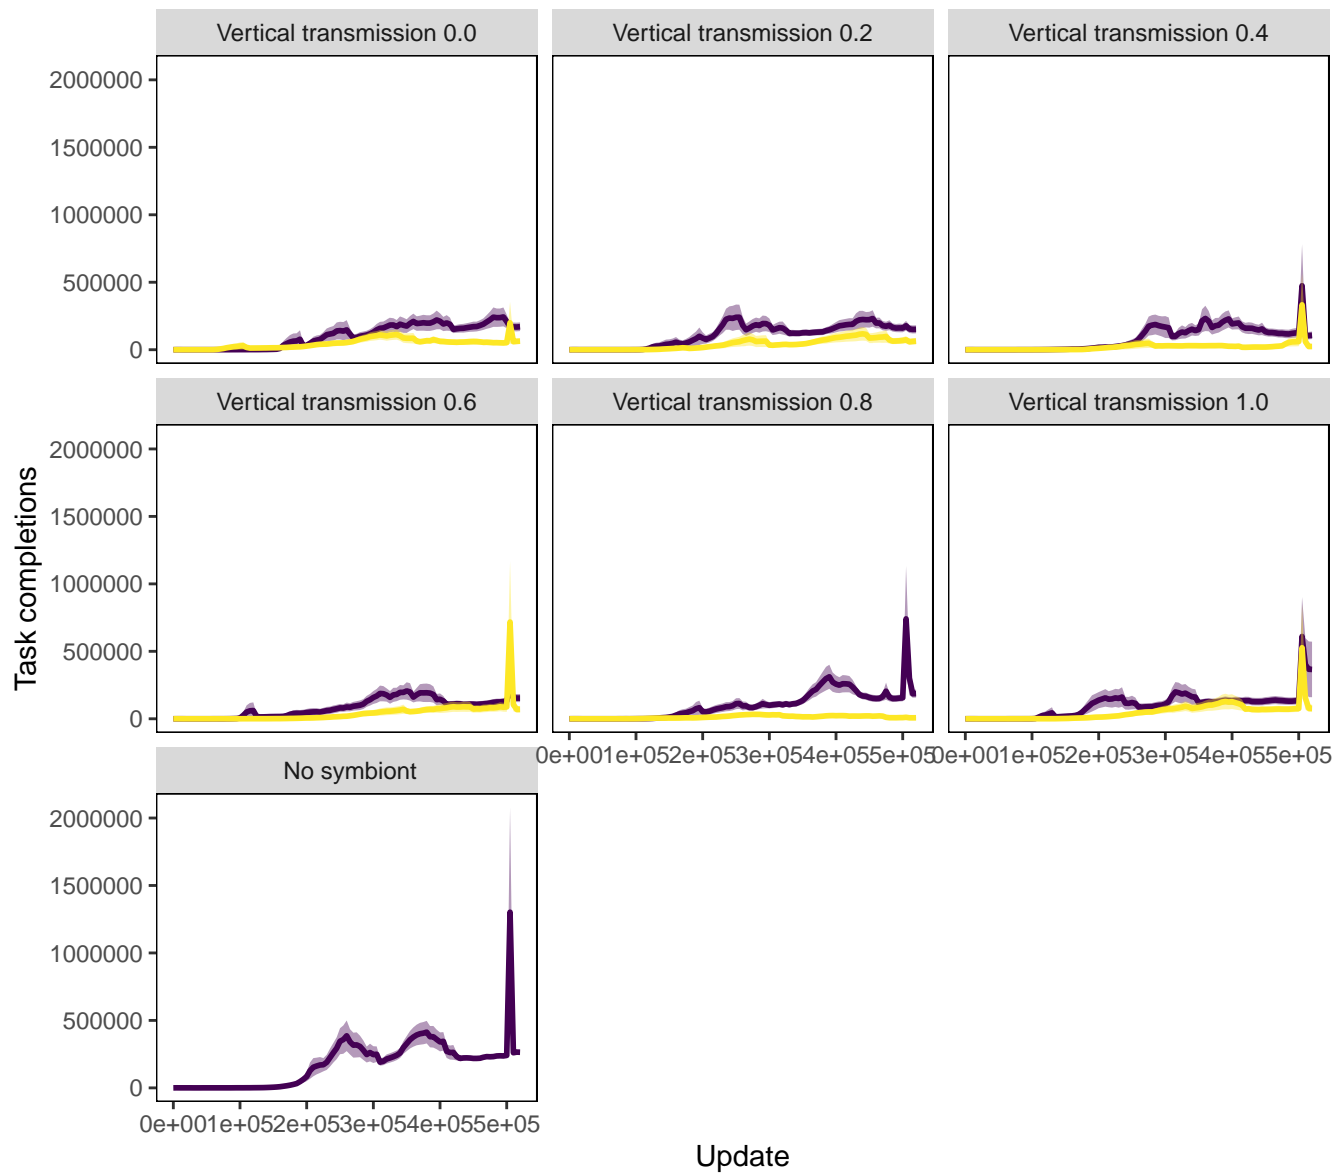 Vertical transmission 0.0
Vertical transmission 0.2
Vertical transmission 0.4
2000000
1500000
1000000
500000
0
Vertical transmission 0.6
Vertical transmission 0.8
Vertical transmission 1.0
2000000
1500000
1000000
500000
0
Task completions
0e+001e+052e+053e+054e+055e+05
0e+001e+052e+053e+054e+055e+05
No symbiont
2000000
1500000
1000000
500000
0
0e+001e+052e+053e+054e+055e+05
Update